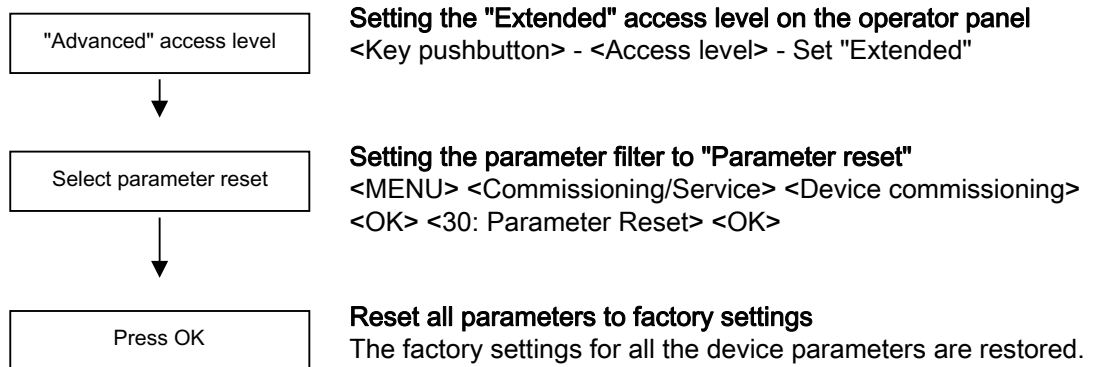 "Advanced" access level
Setting the "Extended" access level on the operator panel
<Key pushbutton> - <Access level> - Set "Extended"
Select parameter reset
Setting the parameter filter to "Parameter reset"
<MENU> <Commissioning/Service> <Device commissioning>
<OK> <30: Parameter Reset> <OK>
Press OK
Reset all parameters to factory settings
The factory settings for all the device parameters are restored.